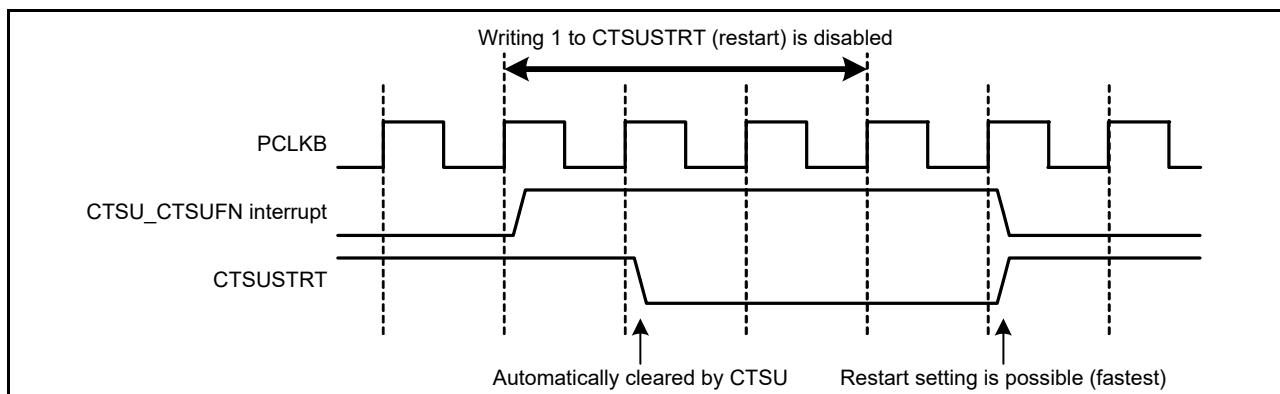 Writing 1 to CTSUSTRT (restart) is disabled
PCLKB
CTSU_CTSUFN interrupt
CTSUSTRT
Automatically cleared by CTSU
Restart setting is possible (fastest)